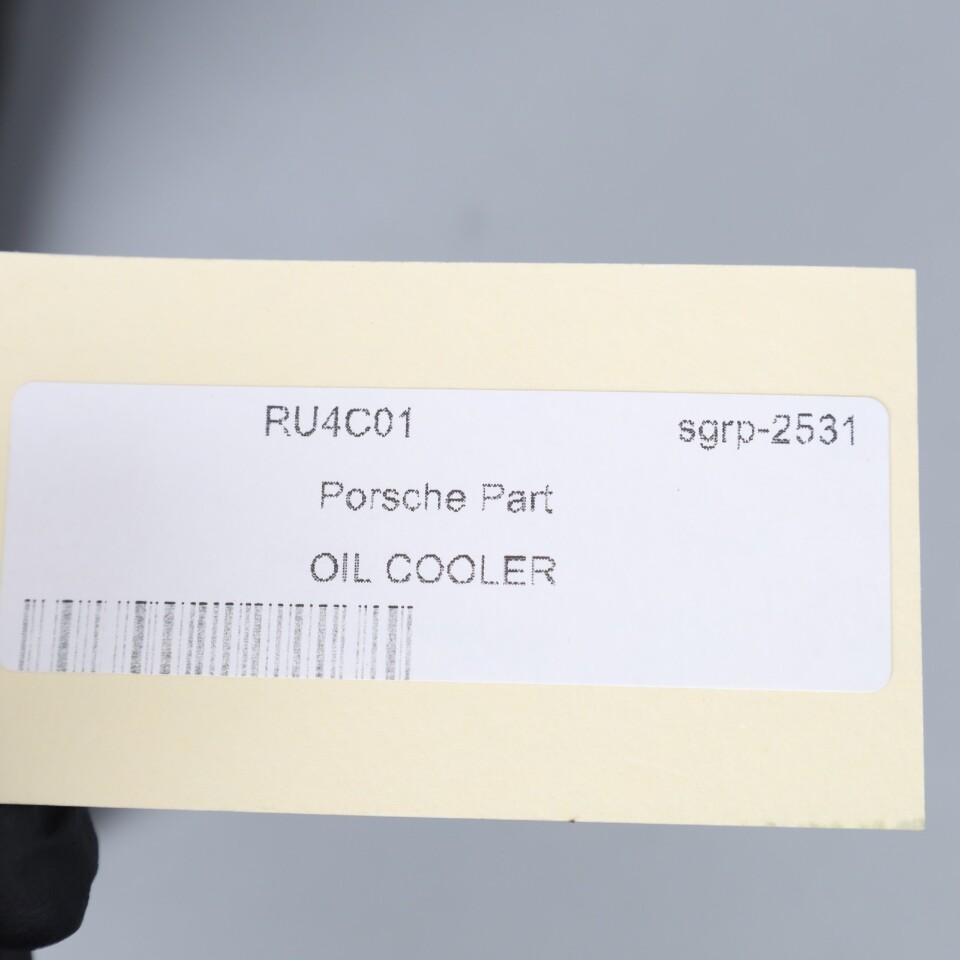 RU4C01 sgrp-2531
Porsche Part
OIL COOLER